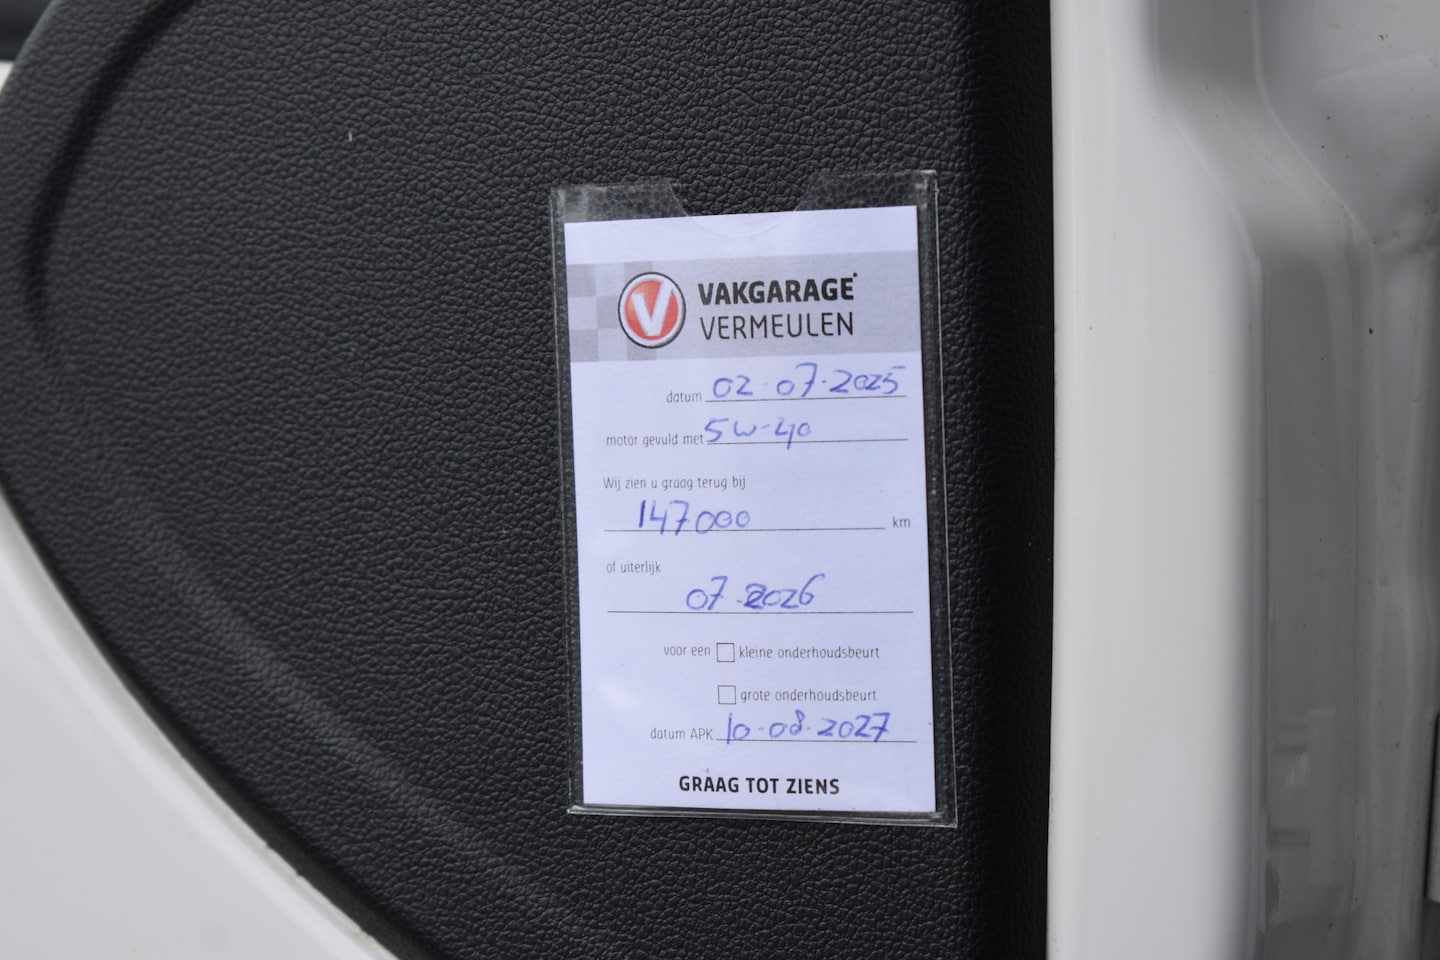 V VAKGARAGE
VERMEULEN
datum 02-07-2025
motor gevuld met 5W-40
Wij zien u graag terug bij
147000 km
of uiterlijk
07-2026
voor een kleine onderhoudsbeurt
grote onderhoudsbeurt
datum APK 10-08-2027
GRAAG TOT ZIENS